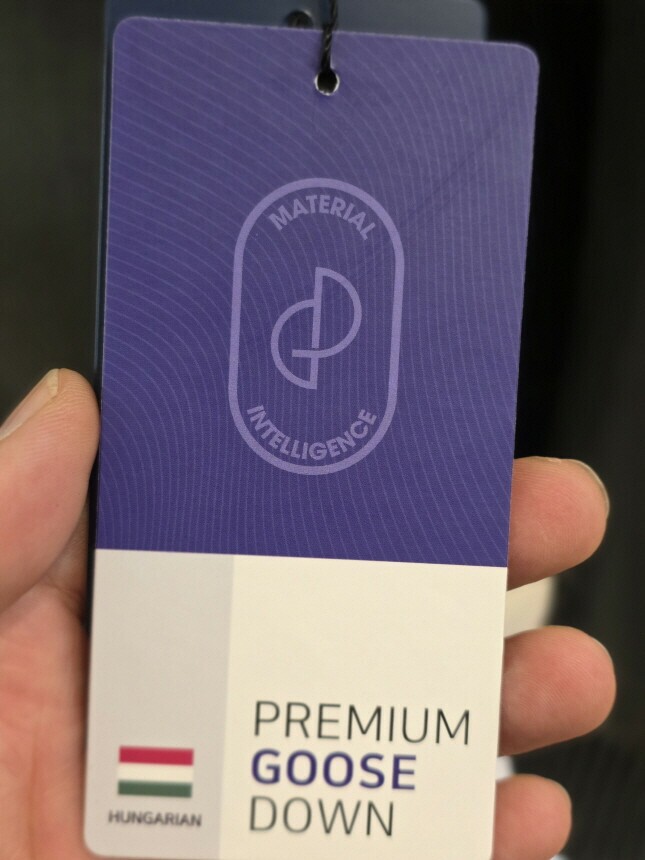 MATERIAL
INTELLIGENCE
PREMIUM
GOOSE
DOWN
HUNGARIAN